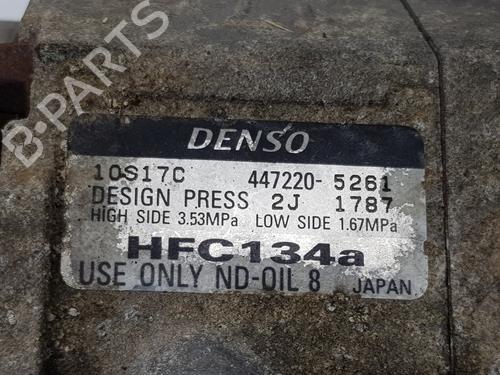 B-PARTS
DENSO
10S17C 447220-5261
DESIGN PRESS 2J 1787
HIGH SIDE 3.53MPa LOW SIDE 1.67MPa
HFC134a
USE ONLY ND-OIL 8 JAPAN